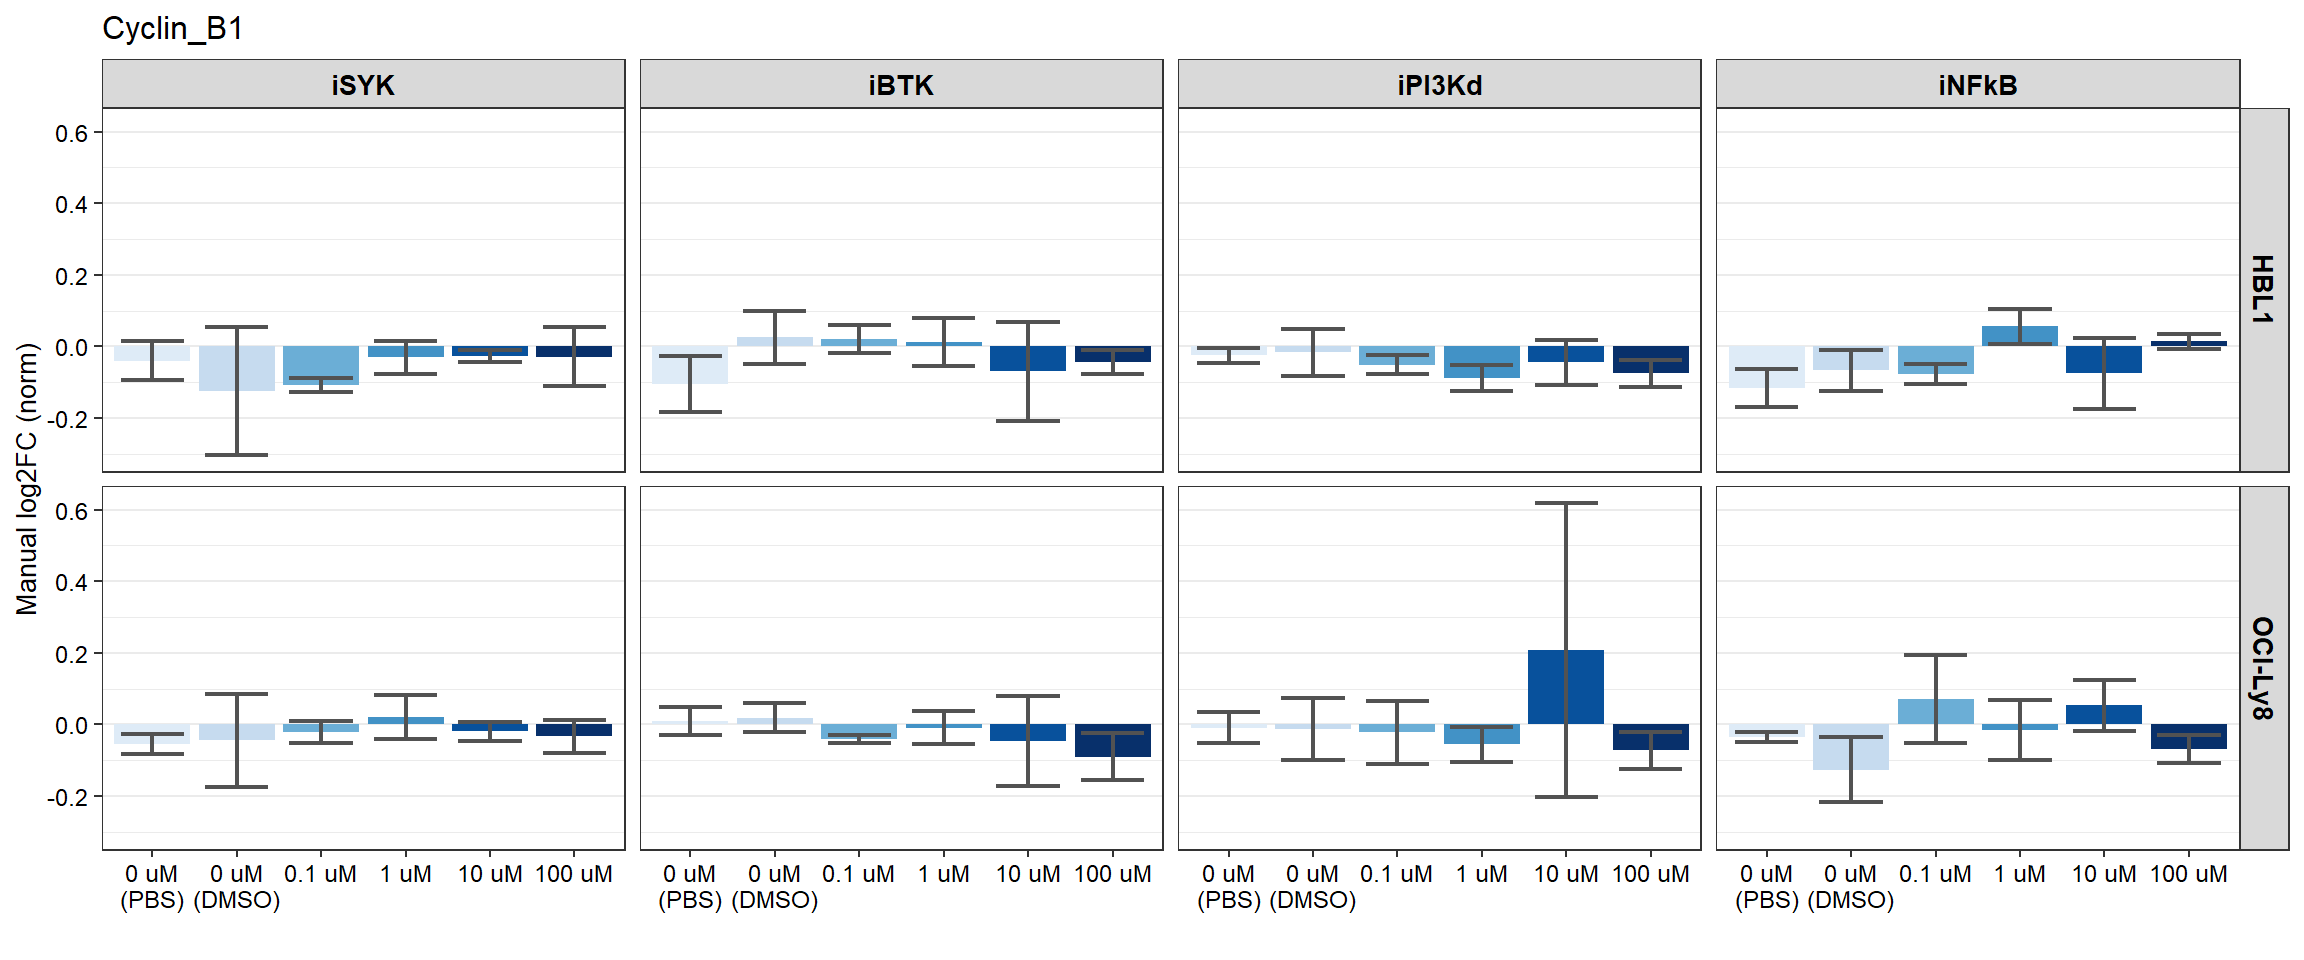 Cyclin_B1
iSYK
iBTK
iPI3Kd
iNFkB
Manual log2FC (norm)
0.6
0.4
0.2
0.0
-0.2
HBL1
0.6
0.4
0.2
0.0
-0.2
OCI-Ly8
0 uM 0 uM 0.1 uM 1 uM 10 uM 100 uM
(PBS) (DMSO)
0 uM 0 uM 0.1 uM 1 uM 10 uM 100 uM
(PBS) (DMSO)
0 uM 0 uM 0.1 uM 1 uM 10 uM 100 uM
(PBS) (DMSO)
0 uM 0 uM 0.1 uM 1 uM 10 uM 100 uM
(PBS) (DMSO)